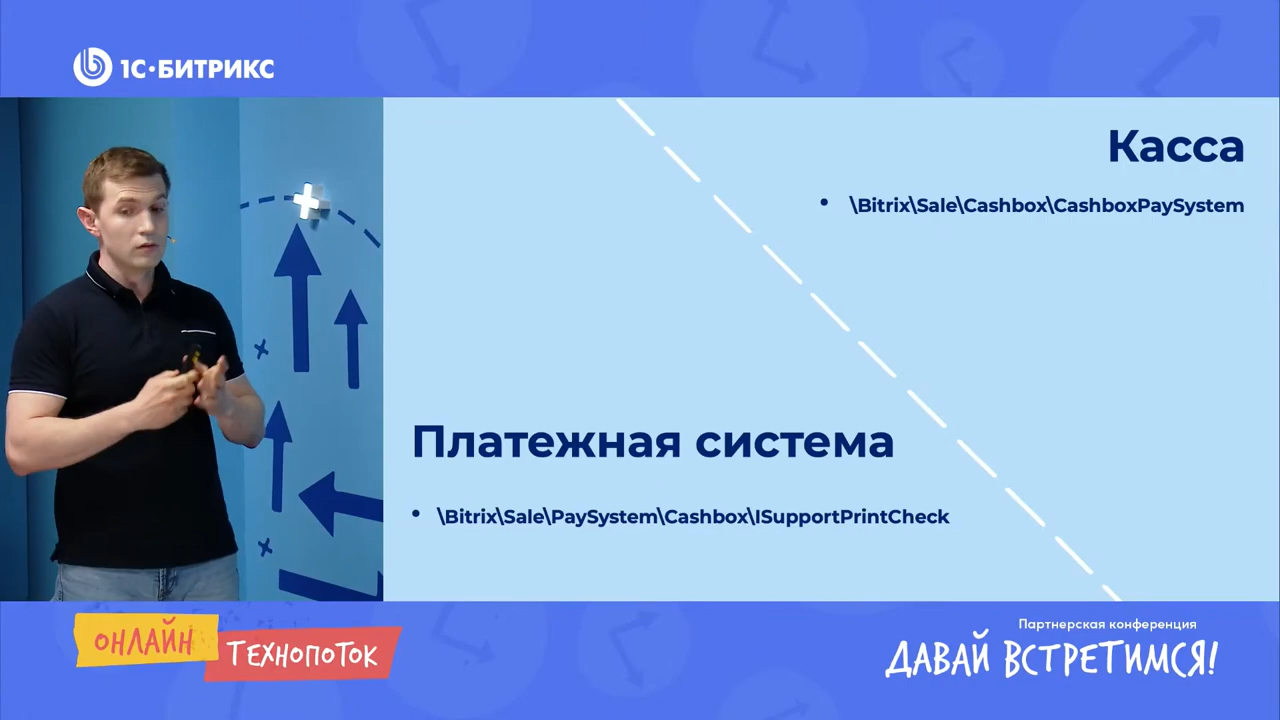 1С·БИТРИКС
Касса
• \Bitrix\Sale\Cashbox\CashboxPaySystem
Платежная система
• \Bitrix\Sale\PaySystem\Cashbox\ISupportPrintCheck
ОНЛАЙН
ТЕХНОПОТОК
Партнерская конференция
ДАВАЙ ВСТРЕТИМСЯ!